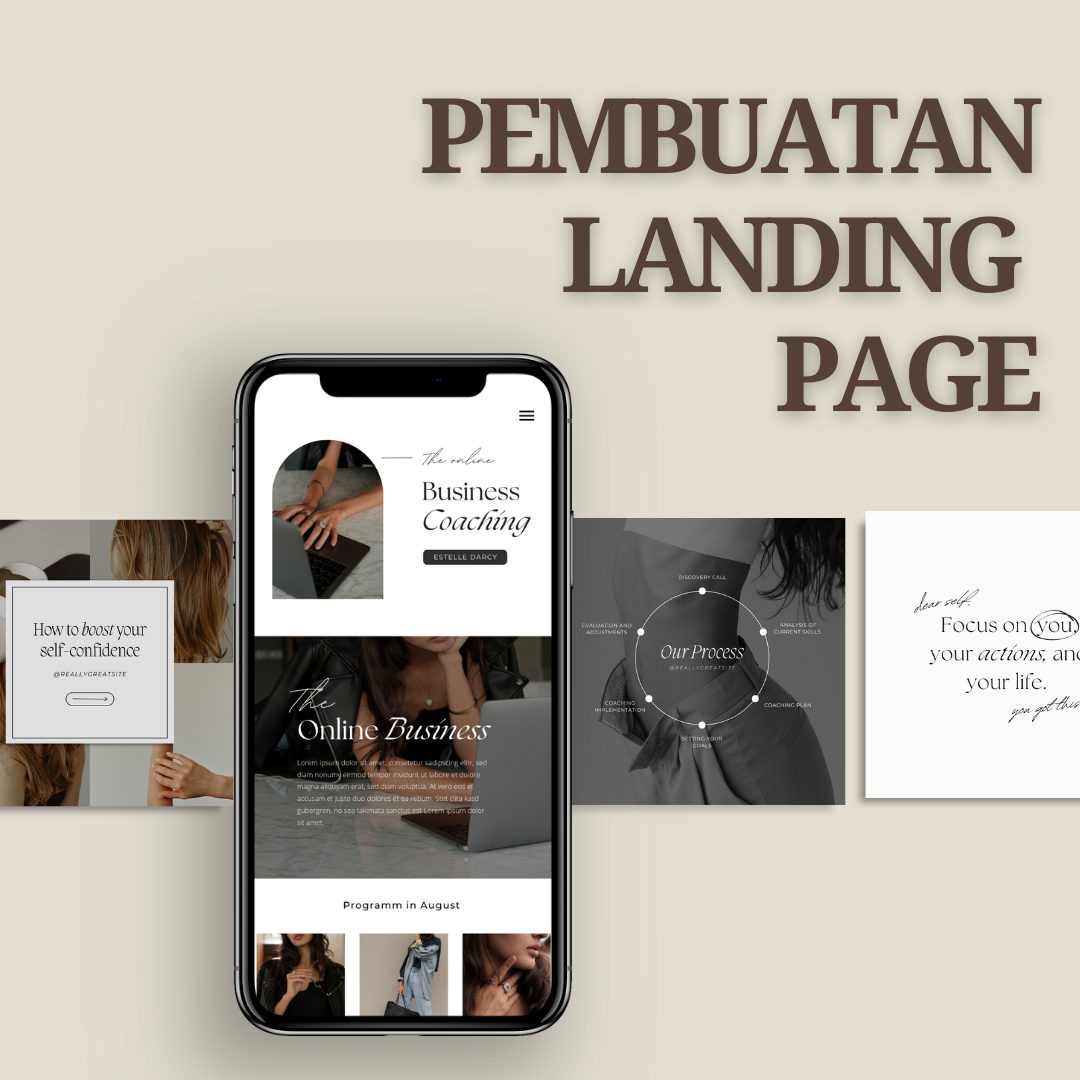 PEMBUATAN
LANDING
PAGE
The online
Business
Coaching
ESTELLE DARCY
The
Online Business
Lorem ipsum dolor sit amet, consetetur sadipscing elitr, sed
diam nonumy eirmod tempor invidunt ut labore et dolore
magna aliquyam erat, sed diam voluptua. At vero eos et
accusam et justo duo dolores et ea rebum. Stet clita kasd
gubergren, no sea takimata sanctus est Lorem ipsum dolor
sit amet.
Programm in August
How to boost your
self-confidence
@REALLYGREATSITE
DISCOVERY CALL
EVALUATION AND
ADJUSTMENTS
ANALYSIS OF
CURRENT SKILLS
Our Process
@REALLYGREATSITE
COACHING
IMPLEMENTATION
COACHING PLAN
SETTING YOUR
GOALS
dear self,
Focus on you,
your actions, and
your life.
you got this